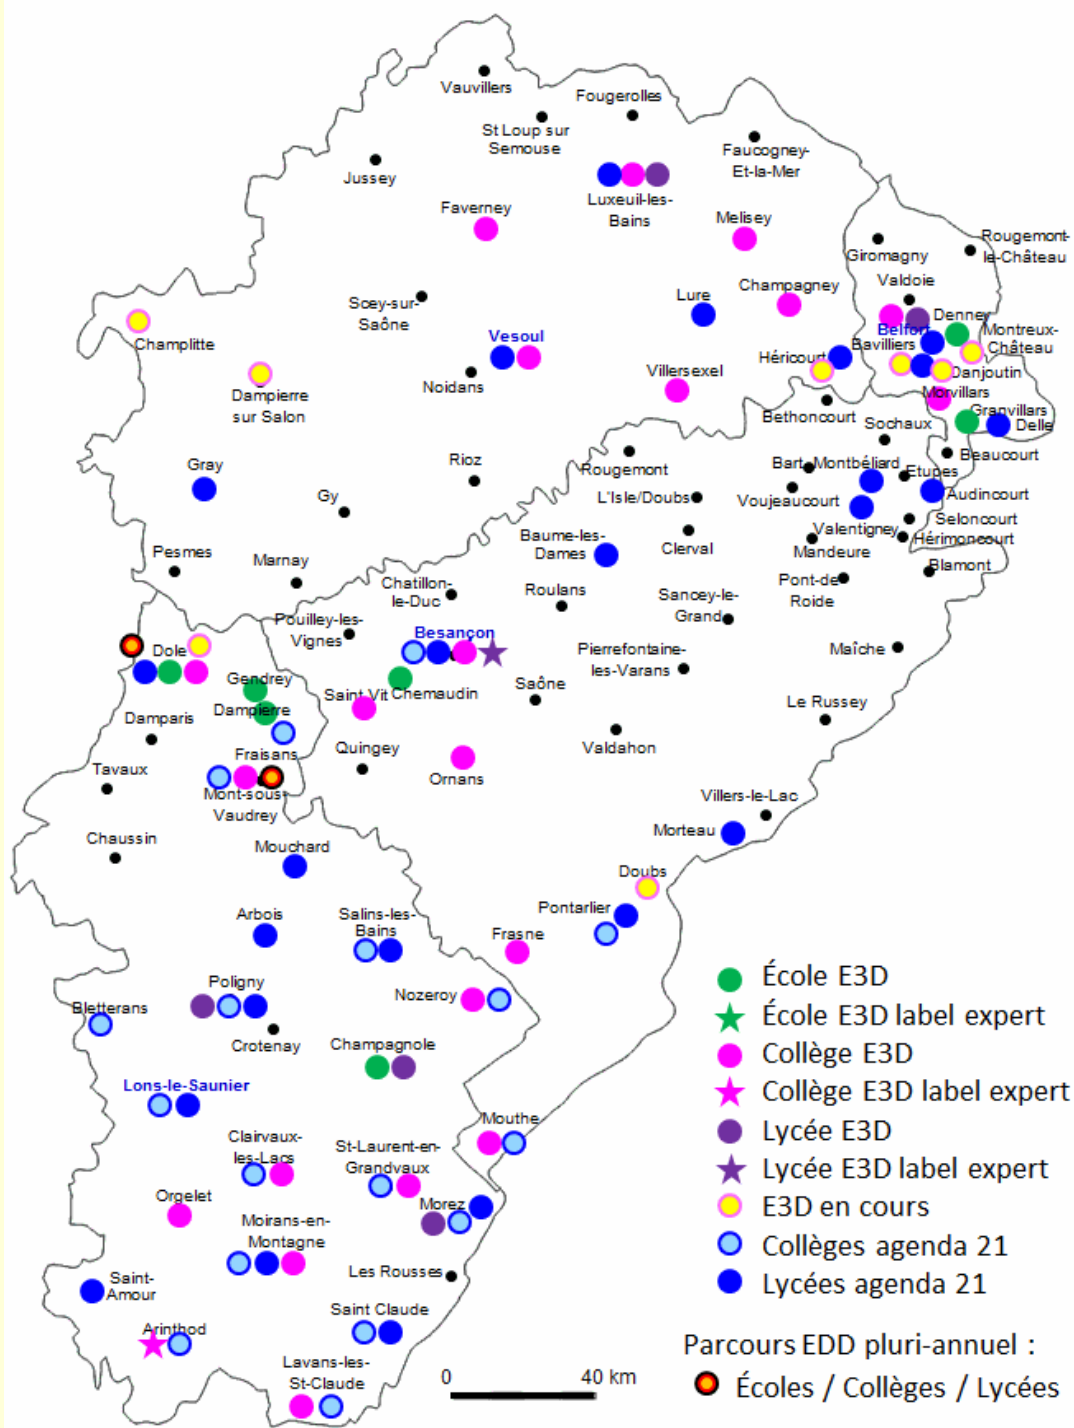 Vauvillers
Fougerolles
St Loup sur
Semouse
Faucogney-
Et-la-Mer
Jussey
Luxeuil-les-
Bains
Faverney
Melisey
Giromagny
Rougemont-
le-Château
Valdoie
Champagney
Lure
Scey-sur-
Saône
Denney
Belfort
Montreux-
Château
Champlitte
Vesoul
Bavilliers
Héricourt
Danjoutin
Villersexel
Noidans
Dampierre
sur Salon
Morvillars
Bethoncourt
Granvillars
Delle
Sochaux
Beaucourt
Gray
Rioz
Rougemont
Bart
Montbéliard
Etupes
Gy
L'Isle/Doubs
Voujeaucourt
Audincourt
Seloncourt
Baume-les-
Dames
Clerval
Valentigney
Hérimoncourt
Mandeure
Pesmes
Marnay
Blamont
Chatillon-
le-Duc
Roulans
Sancey-le-
Grand
Pont-de
Roide
Pouilley-les-
Vignes
Besançon
Dole
Pierrefontaine-
les-Varans
Maîche
Gendrey
Saint Vit
Chemaudin
Saône
Dampierre
Le Russey
Damparis
Valdahon
Fraisans
Quingey
Ornans
Tavaux
Mont-sous-
Vaudrey
Villers-le-Lac
Morteau
Chaussin
Mouchard
Doubs
Arbois
Salins-les-
Bains
Pontarlier
Frasne
Poligny
Nozeroy
Bletterans
Crotenay
Champagnole
Lons-le-Saunier
Mouthe
Clairvaux-
les-Lacs
St-Laurent-en-
Grandvaux
Orgelet
Morez
Moirans-en-
Montagne
Les Rousses
Saint-
Amour
Saint Claude
Arinthod
Lavans-les-
St-Claude
0 40 km
École E3D
École E3D label expert
Collège E3D
Collège E3D label expert
Lycée E3D
Lycée E3D label expert
E3D en cours
Collèges agenda 21
Lycées agenda 21
Parcours EDD pluri-annuel :
Écoles / Collèges / Lycées